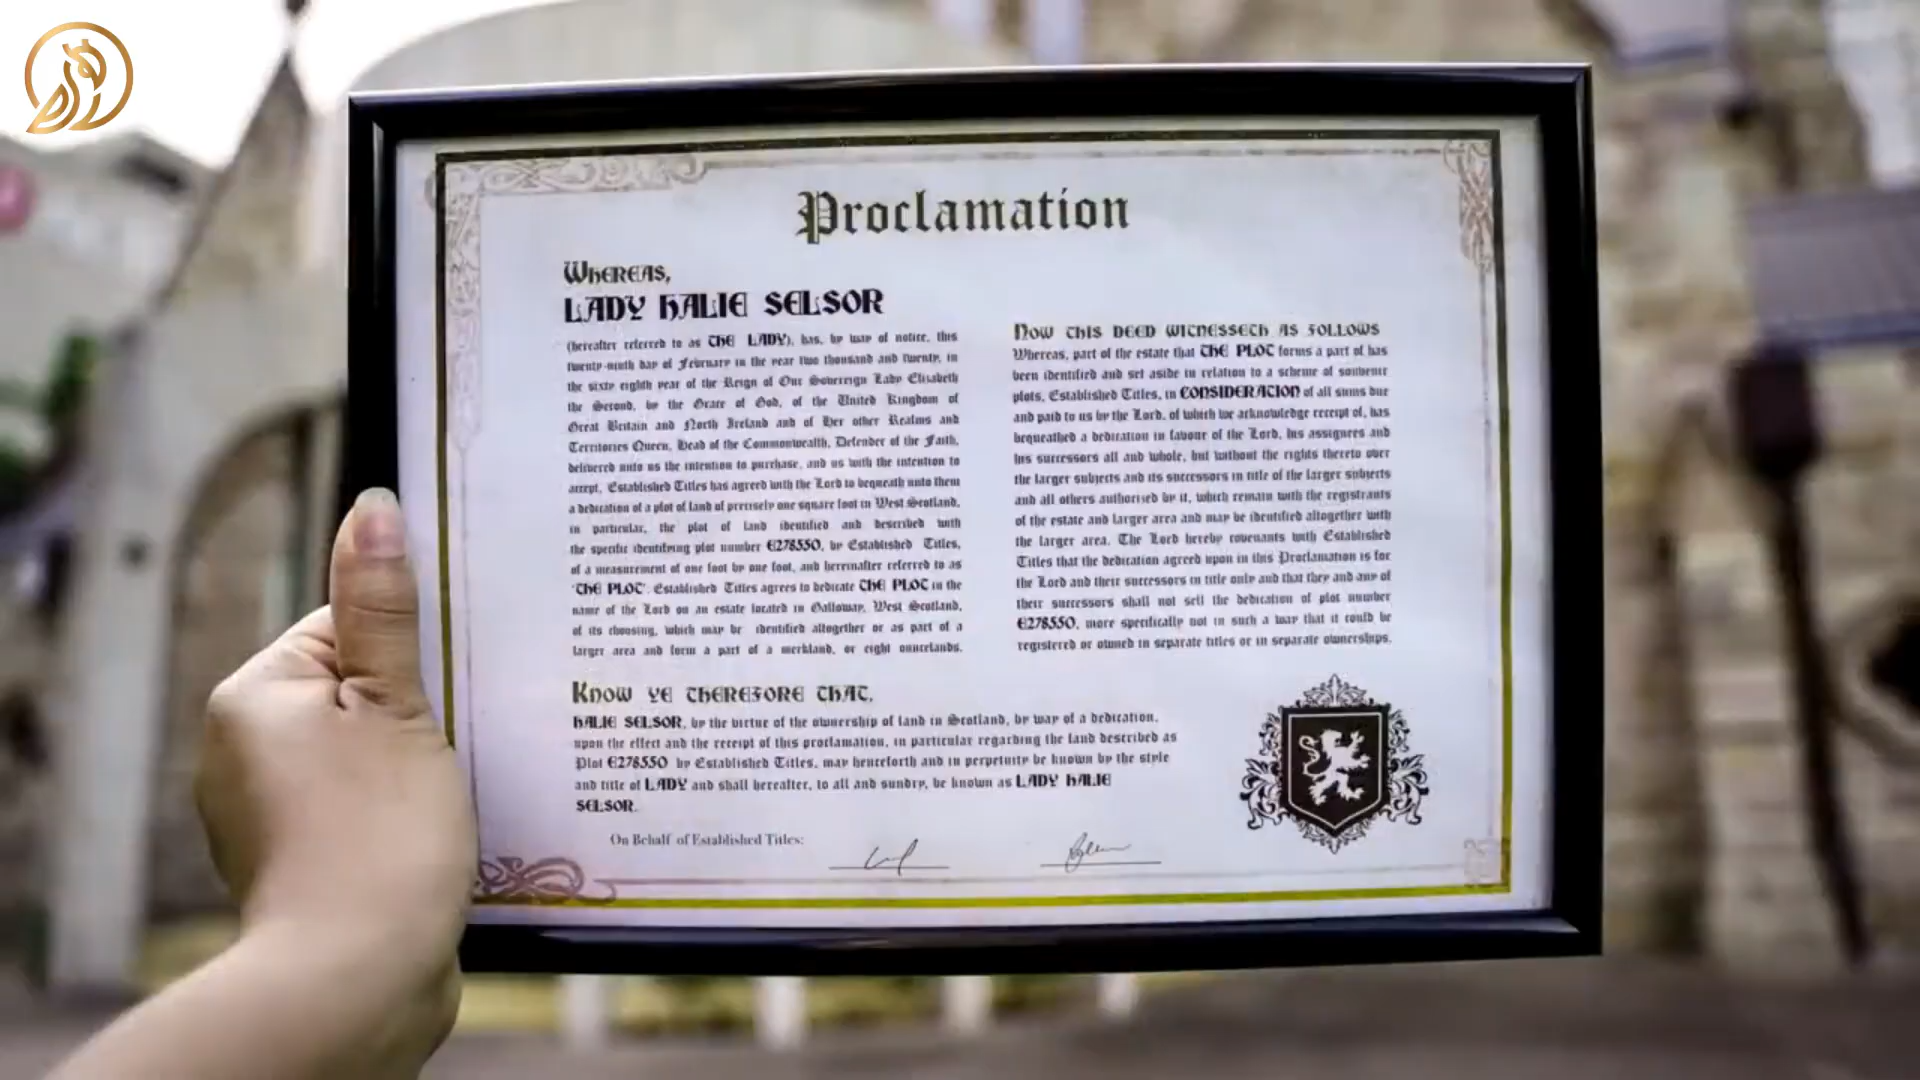 Proclamation
WHEREAS,
LADY HALIE SELSOR
(hereafter referred to as THE LADY), has, by way of notice, this
twenty-ninth day of February in the year two thousand and twenty, in
the sixty eighth year of the Reign of Our Sovereign Lady Elizabeth
the Second, by the Grace of God, of the United Kingdom of
Great Britain and North Ireland and of Her other Realms and
Territories Queen, Head of the Commonwealth, Defender of the Faith,
delivered unto us the intention to purchase, and us with the intention to
accept, Established Titles has agreed with the Lord to bequeath unto them
a dedication of a plot of land of precisely one square foot in West Scotland,
in particular, the plot of land identified and described with
the specific identifying plot number E278550, by Established Titles,
of a measurement of one foot by one foot, and hereinafter referred to as
'THE PLOT'. Established Titles agrees to dedicate THE PLOT in the
name of the Lord on an estate located in Galloway, West Scotland,
of its choosing, which may be identified altogether or as part of a
larger area and form a part of a merkland, or eight ouncelands.
NOW THIS DEED WITNESSETH AS FOLLOWS
Whereas, part of the estate that THE PLOT forms a part of has
been identified and set aside in relation to a scheme of souvenir
plots, Established Titles, in CONSIDERATION of all sums due
and paid to us by the Lord, of which we acknowledge receipt of, has
bequeathed a dedication in favour of the Lord, his assignees and
his successors all and whole, but without the rights thereto over
the larger subjects and its successors in title of the larger subjects
and all others authorised by it, which remain with the registrants
of the estate and larger area and may be identified altogether with
the larger area. The Lord hereby covenants with Established
Titles that the dedication agreed upon in this Proclamation is for
the Lord and their successors in title only and that they and any of
their successors shall not sell the dedication of plot number
E278550, more specifically not in such a way that it could be
registered or owned in separate titles or in separate ownerships.
KNOW YE THEREFORE THAT,
HALIE SELSOR, by the virtue of the ownership of land in Scotland, by way of a dedication,
upon the effect and the receipt of this proclamation, in particular regarding the land described as
Plot E278550 by Established Titles, may henceforth and in perpetuity be known by the style
and title of LADY and shall hereafter, to all and sundry, be known as LADY HALIE
SELSOR.
On Behalf of Established Titles: